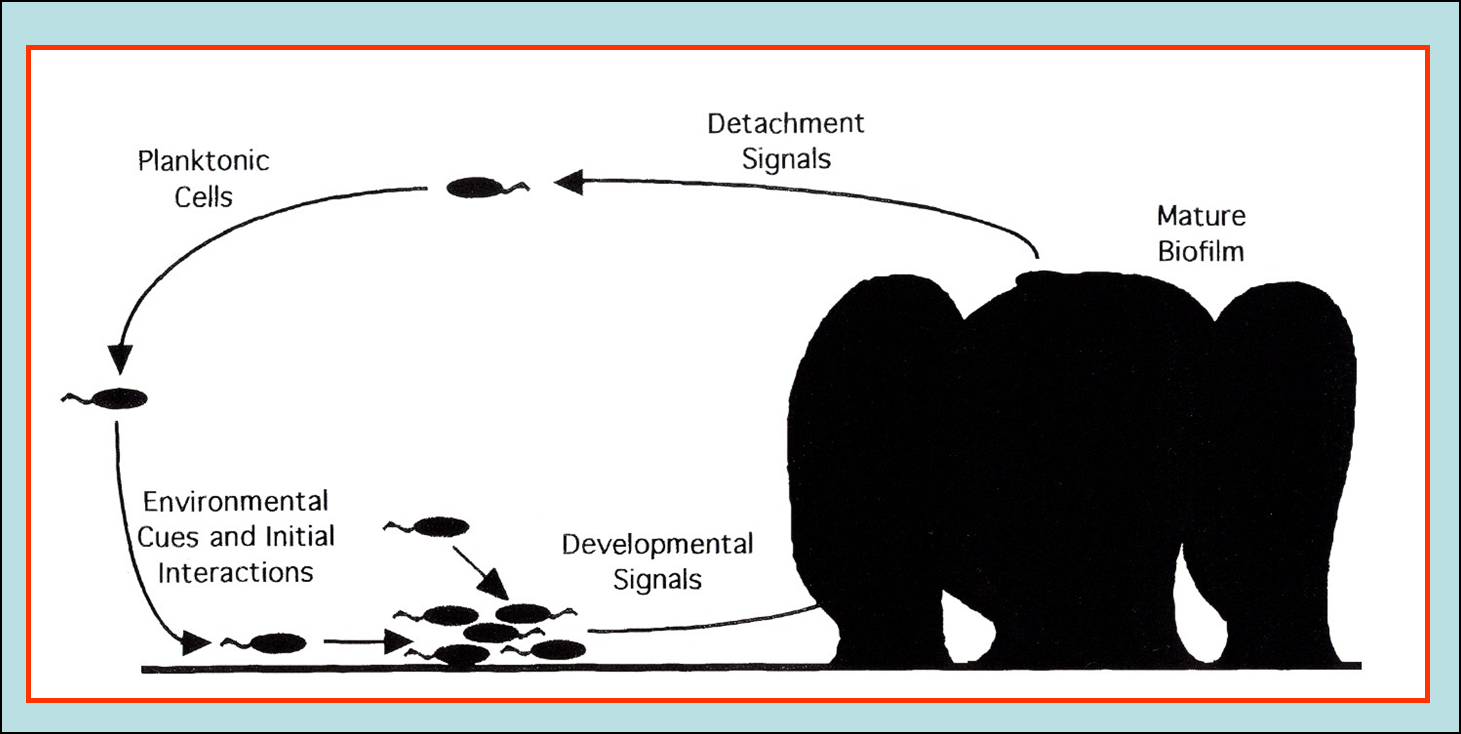 Detachment
Signals
Planktonic
Cells
Mature
Biofilm
Environmental
Cues and Initial
Interactions
Developmental
Signals